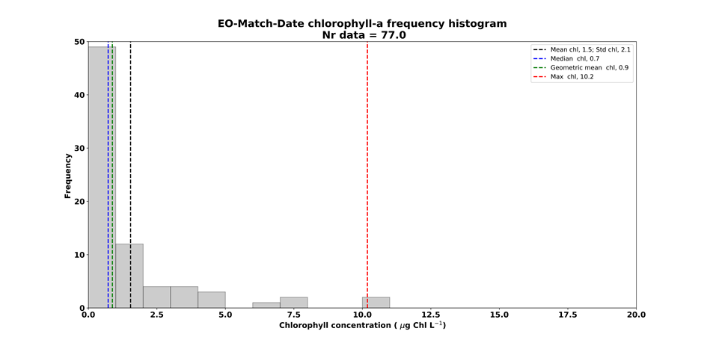 EO-Match-Date chlorophyll-a frequency histogram
Nr data = 77.0
Mean chl, 1.5; Std chl, 2.1
Median chl, 0.7
Geometric mean chl, 0.9
Max chl, 10.2
Frequency
50
40
30
20
10
0
0.0 2.5 5.0 7.5 10.0 12.5 15.0 17.5 20.0
Chlorophyll concentration ( µg Chl L⁻¹)